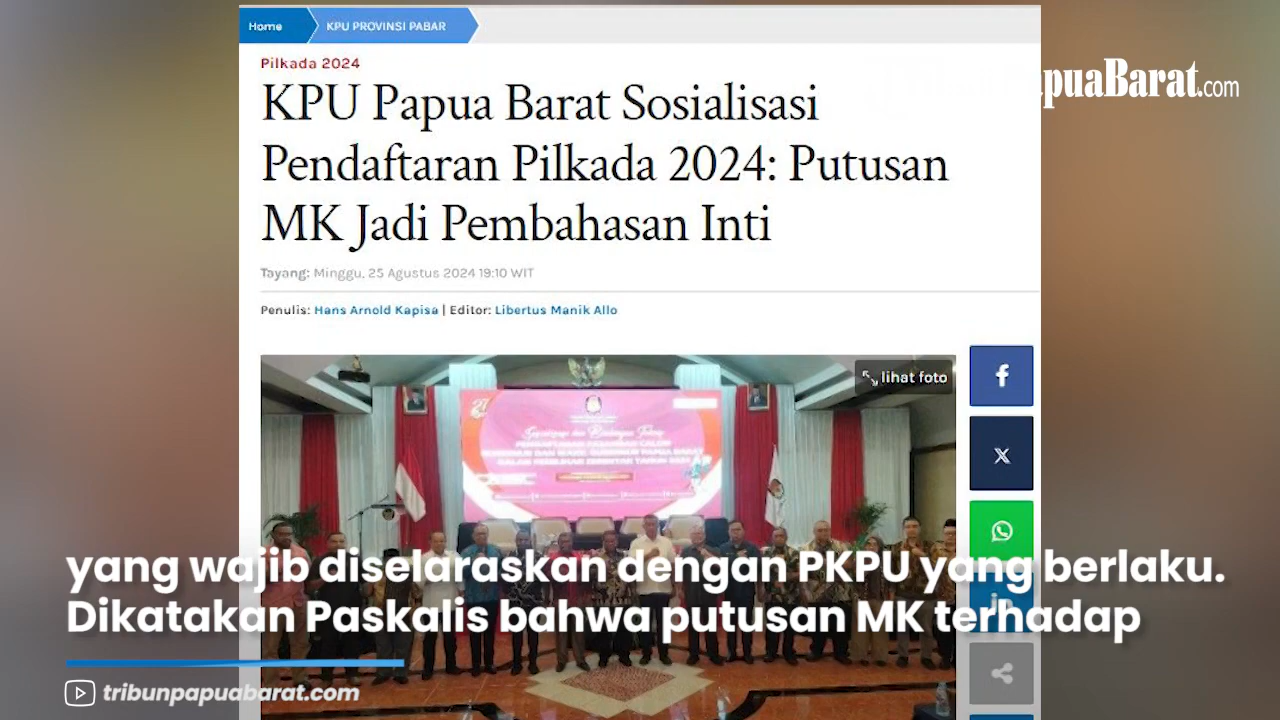 Home
KPU PROVINSI PABAR
Pilkada 2024
KPU Papua Barat Sosialisasi
Pendaftaran Pilkada 2024: Putusan
MK Jadi Pembahasan Inti
Tayang: Minggu, 25 Agustus 2024 19:10 WIT
Penulis: Hans Arnold Kapisa | Editor: Libertus Manik Allo
puaBarat.com
lihat foto
yang wajib diselaraskan dengan PKPU yang berlaku.
Dikatakan Paskalis bahwa putusan MK terhadap
tribunpapuabarat.com